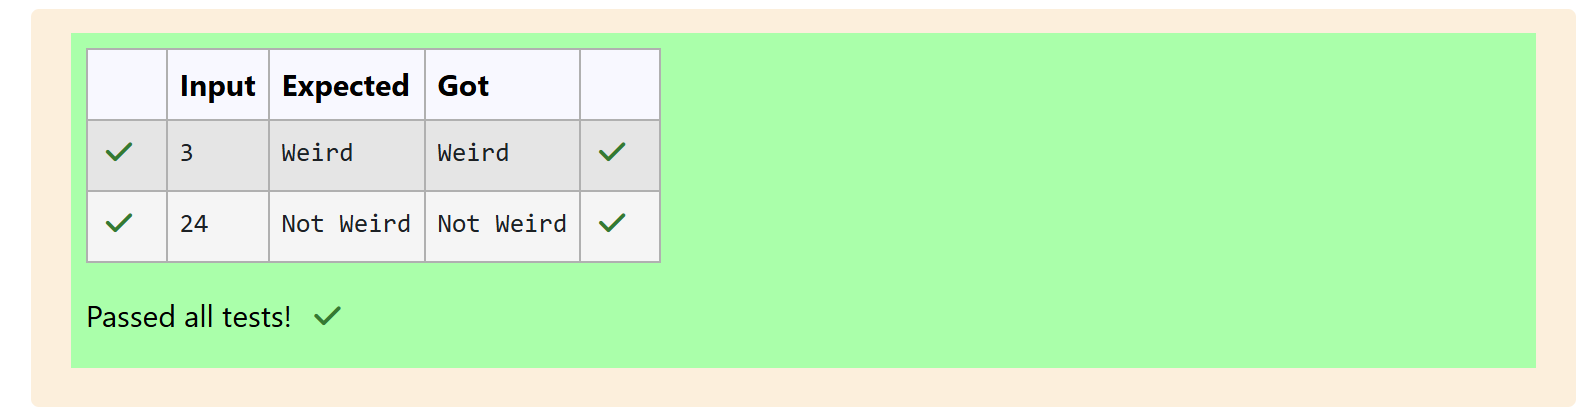 Input Expected Got
3 Weird Weird
24 Not Weird Not Weird
Passed all tests!